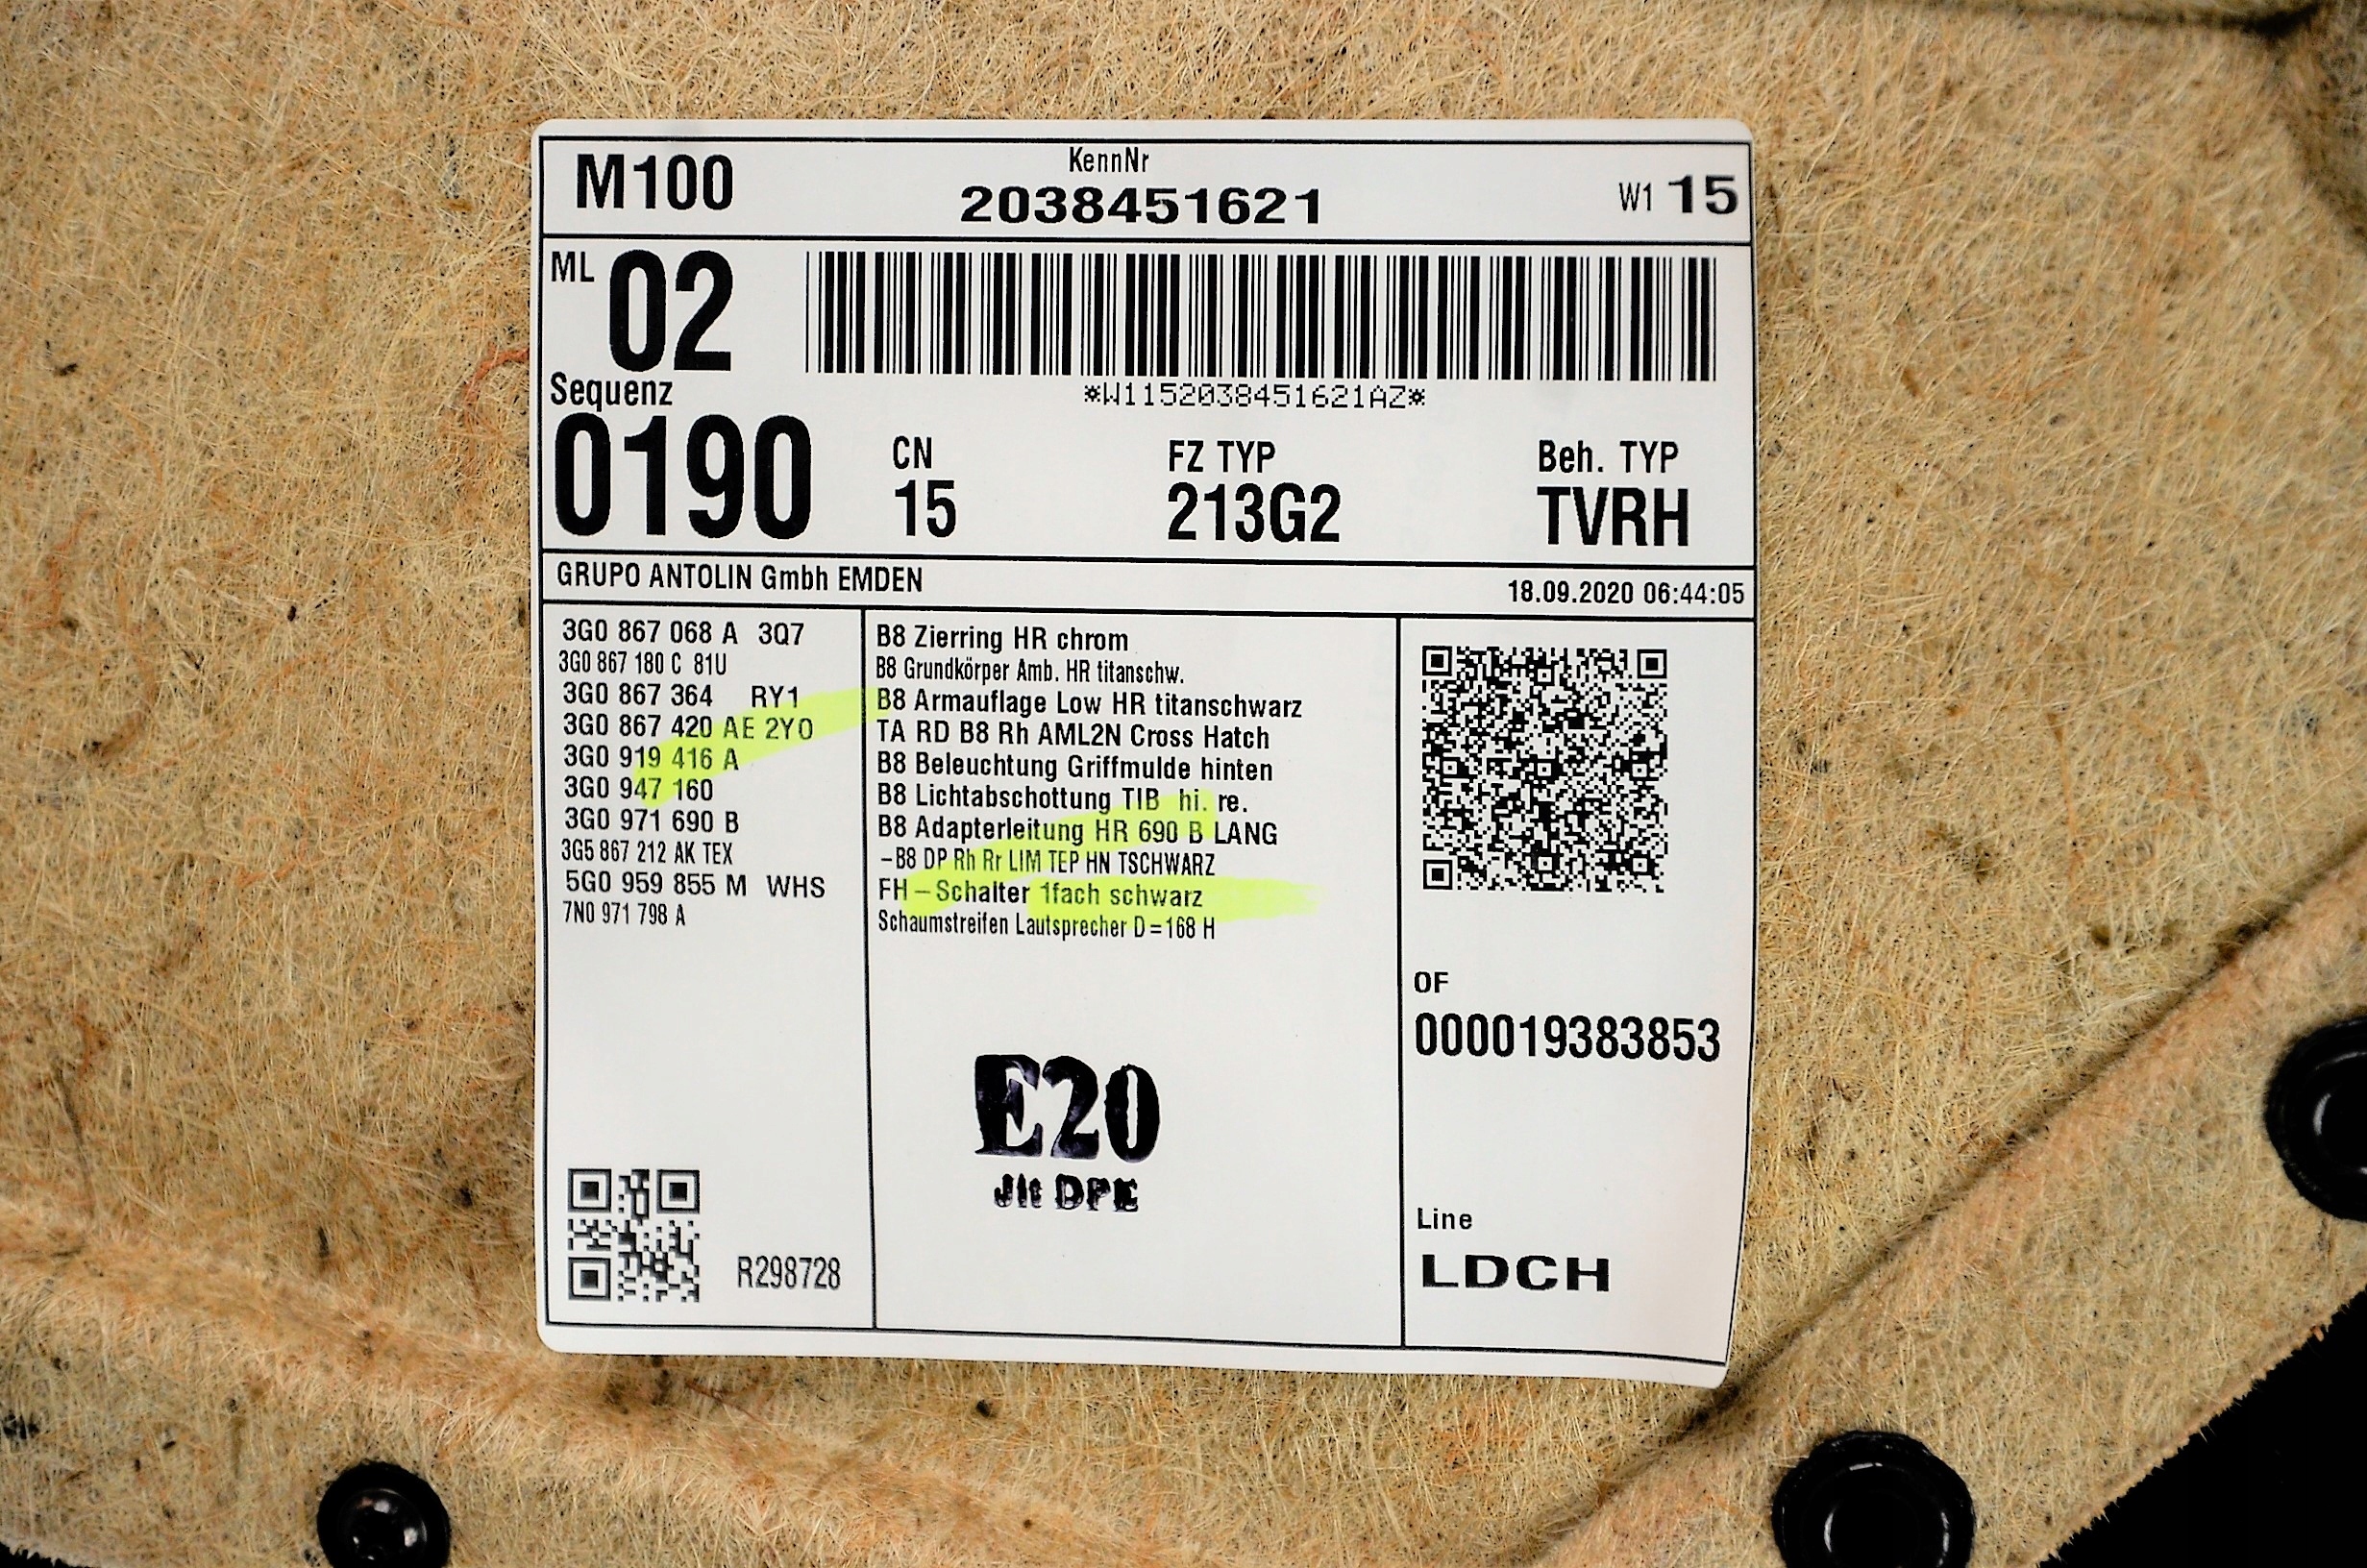 M100
KennNr
2038451621
W1 15
ML 02
*W1152038451621AZ*
Sequenz
0190
CN
15
FZ TYP
213G2
Beh. TYP
TVRH
GRUPO ANTOLIN Gmbh EMDEN
18.09.2020 06:44:05
3G0 867 068 A 3Q7
3G0 867 180 C 81U
3G0 867 364 RY1
3G0 867 420 AE 2Y0
3G0 919 416 A
3G0 947 160
3G0 971 690 B
3G5 867 212 AK TEX
5G0 959 855 M WHS
7N0 971 798 A
B8 Zierring HR chrom
B8 Grundkörper Amb. HR titanschw.
B8 Armauflage Low HR titanschwarz
TA RD B8 Rh AML2N Cross Hatch
B8 Beleuchtung Griffmulde hinten
B8 Lichtabschottung TIB hi. re.
B8 Adapterleitung HR 690 B LANG
-B8 DP Rh Rr LIM TEP HN TSCHWARZ
FH-Schalter 1fach schwarz
Schaumstreifen Lautsprecher D=168 H
OF
000019383853
E20
JIt DPE
Line
LDCH
R298728